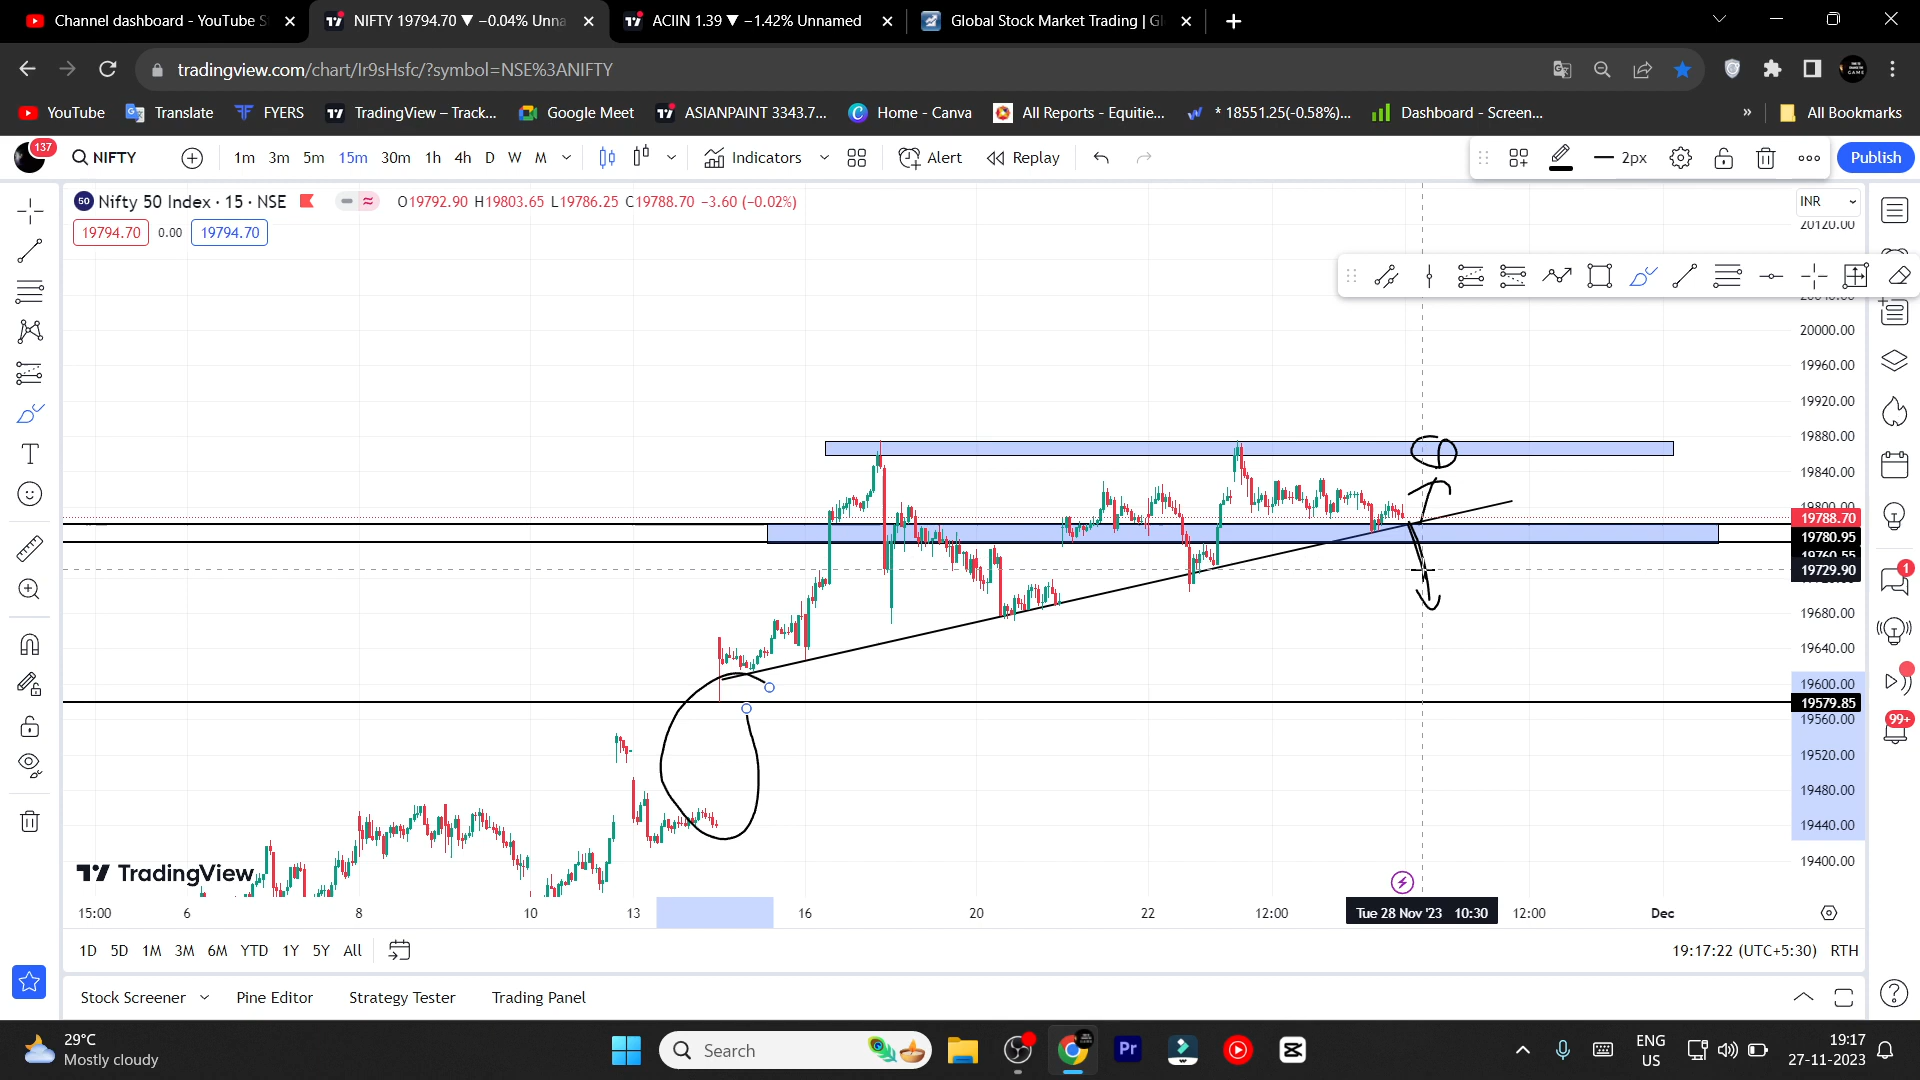 Channel dashboard - YouTube S
NIFTY 19794.70 ▼ −0.04% Unna
ACIIN 1.39 ▼ −1.42% Unnamed
Global Stock Market Trading | Gl
tradingview.com/chart/Ir9sHsfc/?symbol=NSE%3ANIFTY
YouTube
Translate
FYERS
TradingView – Track...
Google Meet
ASIANPAINT 3343.7...
Home - Canva
All Reports - Equitie...
* 18551.25(-0.58%)...
Dashboard - Screen...
» All Bookmarks
137
NIFTY
1m 3m 5m 15m 30m 1h 4h D W M
Indicators
Alert
Replay
2px
Publish
50 Nifty 50 Index · 15 · NSE
O19792.90 H19803.65 L19786.25 C19788.70 −3.60 (−0.02%)
INR
19794.70 0.00 19794.70
20120.00
20000.00
19960.00
19920.00
19880.00
19840.00
19788.70
19780.95
19760.55
19729.90
19680.00
19640.00
19600.00
19579.85
19560.00
19520.00
19480.00
19440.00
19400.00
1
99+
TradingView
15:00 6 8 10 13 16 20 22 12:00 Tue 28 Nov '23 10:30 12:00 Dec
1D 5D 1M 3M 6M YTD 1Y 5Y All
19:17:22 (UTC+5:30) RTH
Stock Screener
Pine Editor
Strategy Tester
Trading Panel
29°C
Mostly cloudy
Search
Pr
ENG
US
19:17
27-11-2023